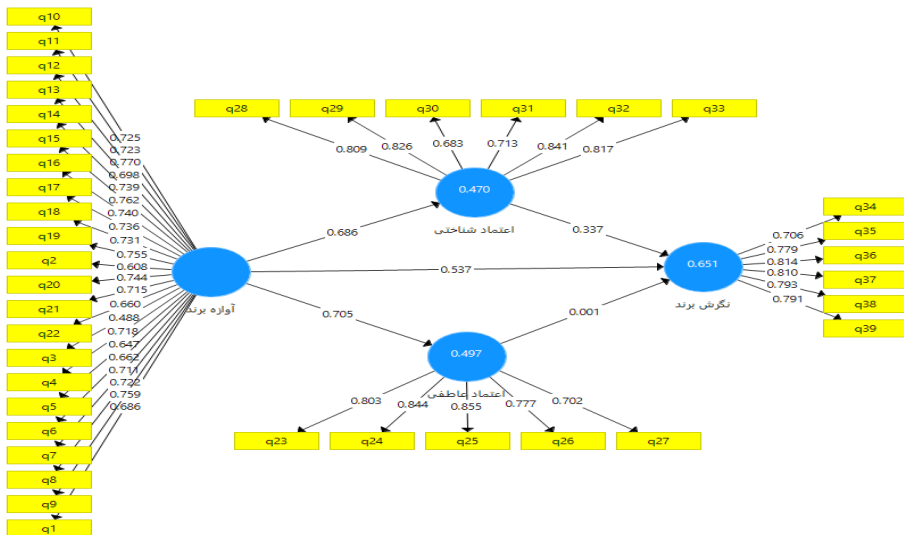 q10
q11
q12
q13
q14
q15
q16
q17
q18
q19
q2
q20
q21
q22
q3
q4
q5
q6
q7
q8
q9
q1
0.725
0.723
0.770
0.698
0.739
0.762
0.740
0.736
0.731
0.755
0.608
0.744
0.715
0.660
0.488
0.718
0.647
0.662
0.711
0.722
0.759
0.686
آوازه برند
q28
q29
q30
q31
q32
q33
0.809
0.826
0.683
0.713
0.841
0.817
0.470
اعتماد شناختی
0.686
0.337
0.537
0.705
0.001
0.497
اعتماد عاطفی
0.803
0.844
0.855
0.777
0.702
q23
q24
q25
q26
q27
0.651
نگرش برند
0.706
0.779
0.814
0.810
0.793
0.791
q34
q35
q36
q37
q38
q39